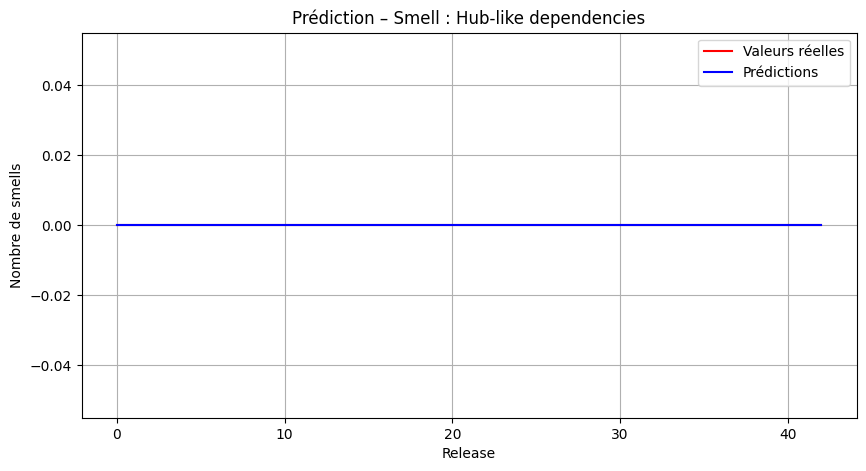 Prédiction – Smell : Hub-like dependencies
Valeurs réelles
Prédictions
Nombre de smells
0.04
0.02
0.00
−0.02
−0.04
0
10
20
30
40
Release